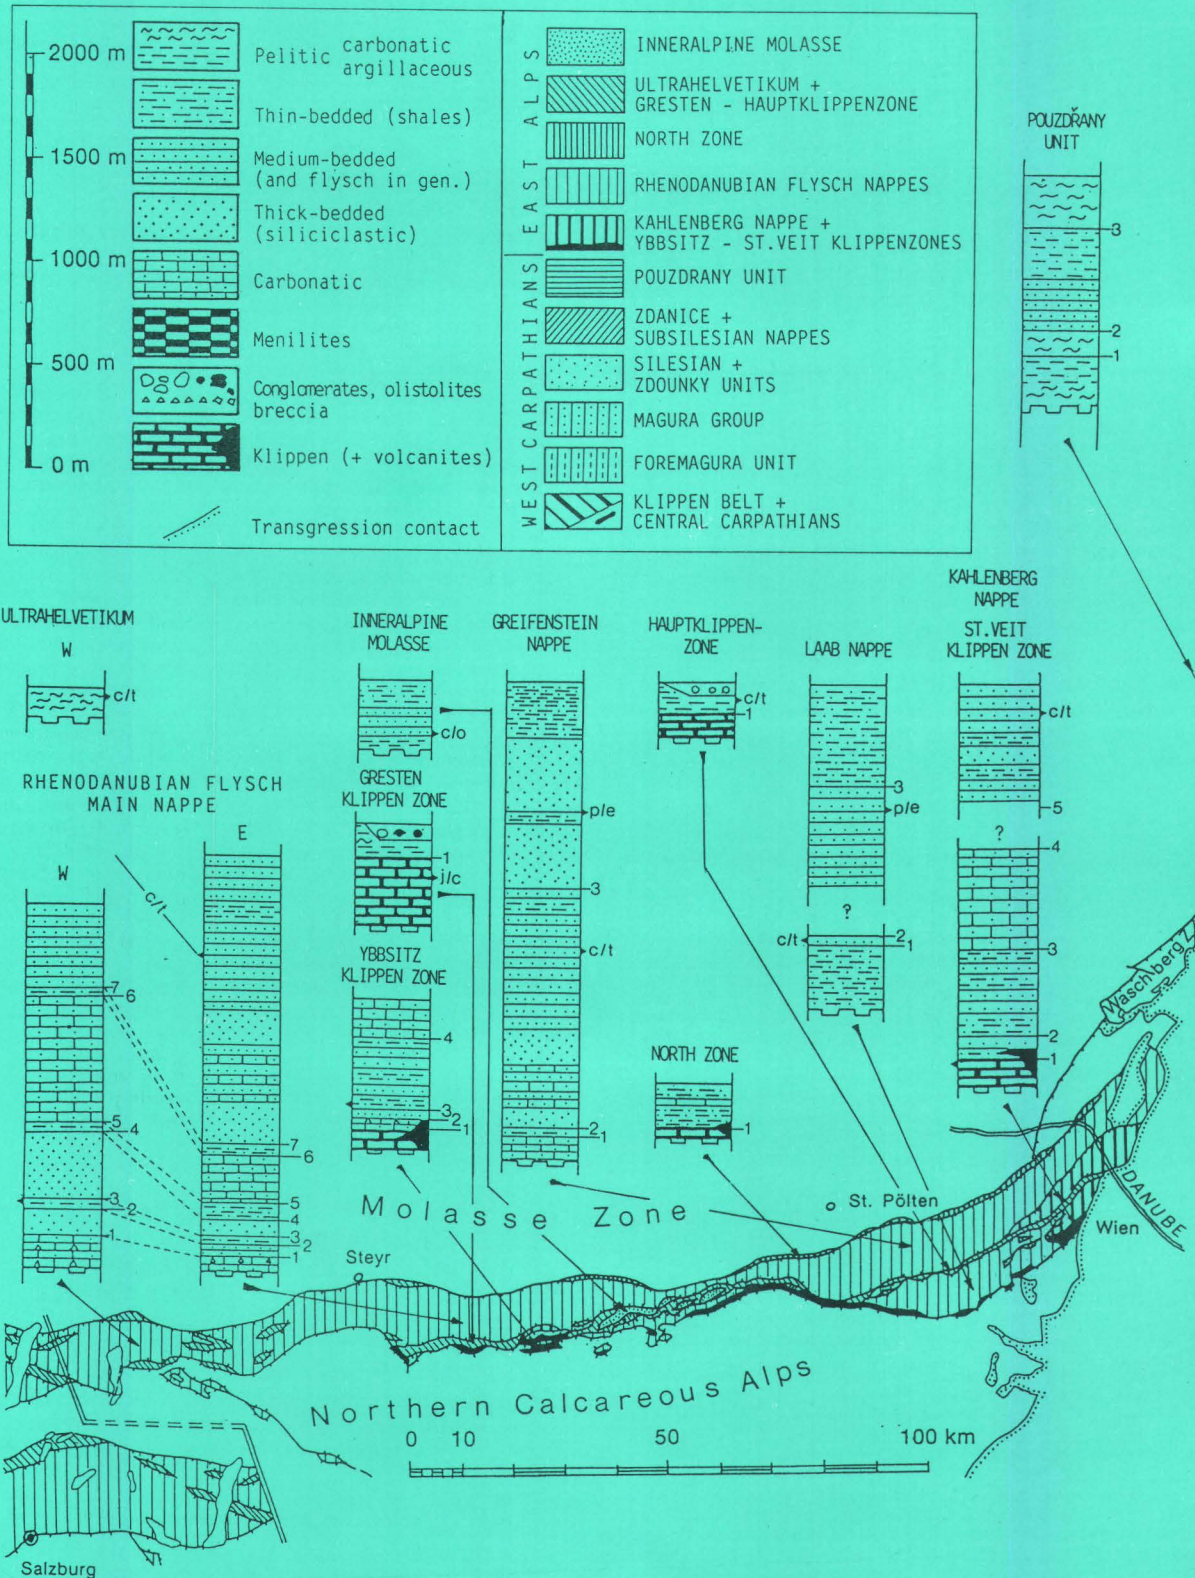 2000 m
1500 m
1000 m
500 m
0 m
Pelitic carbonatic
argillaceous
Thin-bedded (shales)
Medium-bedded
(and flysch in gen.)
Thick-bedded
(siliciclastic)
Carbonatic
Menilites
Conglomerates, olistolites
breccia
Klippen (+ volcanites)
Transgression contact
EAST ALPS
INNERALPINE MOLASSE
ULTRAHELVETIKUM +
GRESTEN - HAUPTKLIPPENZONE
NORTH ZONE
RHENODANUBIAN FLYSCH NAPPES
KAHLENBERG NAPPE +
YBBSITZ - ST.VEIT KLIPPENZONES
WEST CARPATHIANS
POUZDRANY UNIT
ZDANICE +
SUBSILESIAN NAPPES
SILESIAN +
ZDOUNKY UNITS
MAGURA GROUP
FOREMAGURA UNIT
KLIPPEN BELT +
CENTRAL CARPATHIANS
POUZDŘANY
UNIT
3
2
1
ULTRAHELVETIKUM
W
c/t
RHENODANUBIAN FLYSCH
MAIN NAPPE
W
7
6
5
4
3
2
1
E
c/t
7
6
5
4
3
2
1
INNERALPINE
MOLASSE
c/o
GRESTEN
KLIPPEN ZONE
1
j/c
YBBSITZ
KLIPPEN ZONE
4
3
2
1
GREIFENSTEIN
NAPPE
p/e
3
c/t
2
1
HAUPTKLIPPEN-
ZONE
c/t
1
NORTH ZONE
1
LAAB NAPPE
3
p/e
?
c/t
2
1
KAHLENBERG
NAPPE
ST.VEIT
KLIPPEN ZONE
c/t
5
?
4
3
2
1
Waschberg Z.
Molasse Zone
St. Pölten
DANUBE
Wien
Steyr
Northern Calcareous Alps
0 10 50 100 km
Salzburg